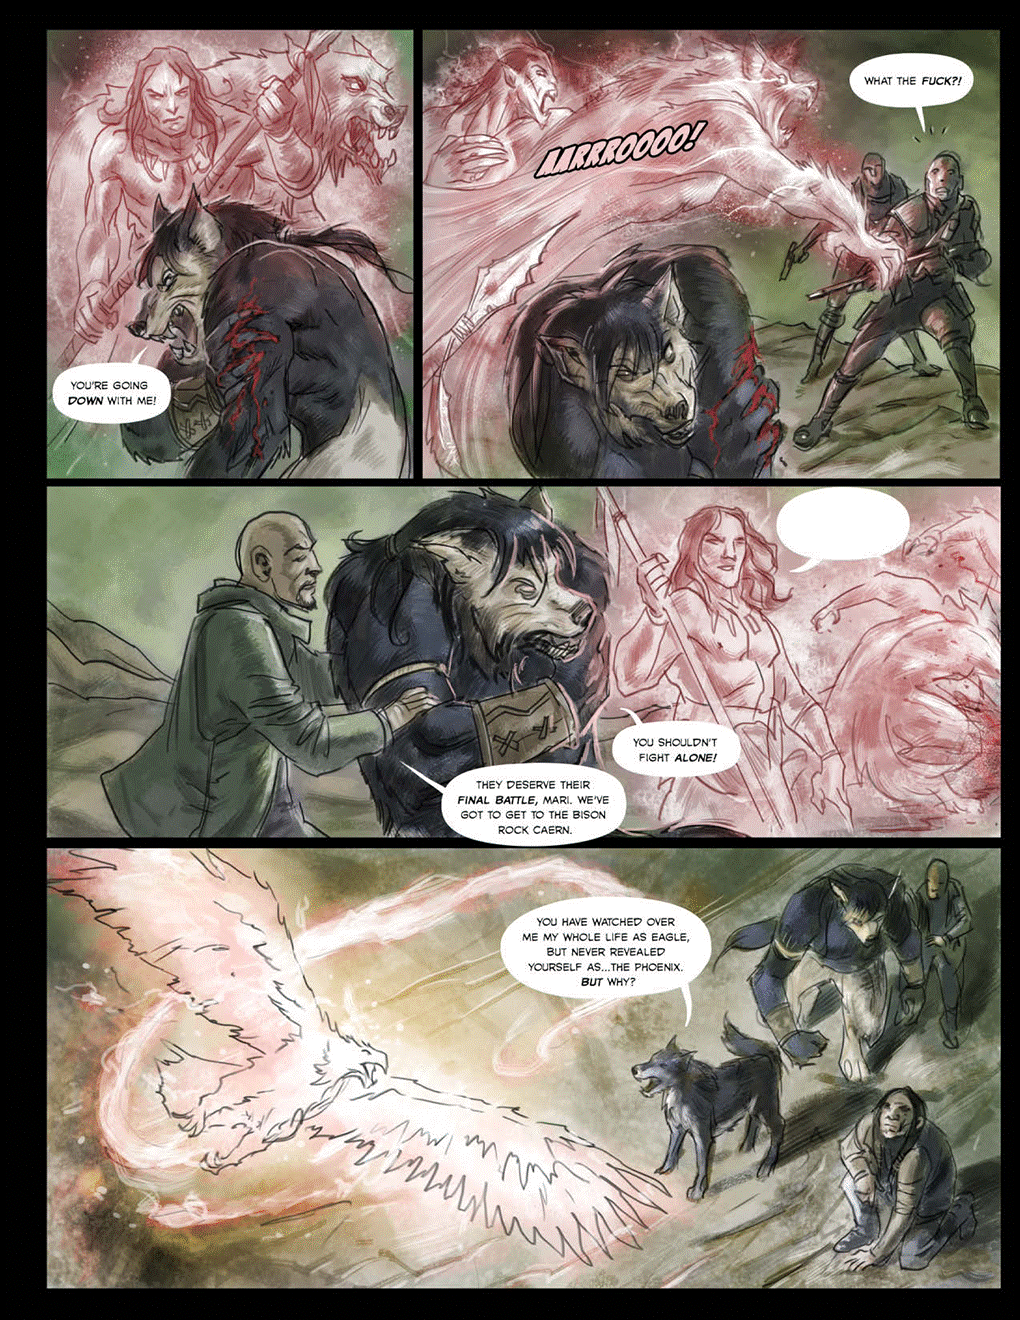 YOU'RE GOING
DOWN WITH ME!
AARRROOOO!
WHAT THE FUCK?!
YOU SHOULDN'T
FIGHT ALONE!
THEY DESERVE THEIR
FINAL BATTLE, MARI. WE'VE
GOT TO GET TO THE BISON
ROCK CAERN.
YOU HAVE WATCHED OVER
ME MY WHOLE LIFE AS EAGLE,
BUT NEVER REVEALED
YOURSELF AS...THE PHOENIX.
BUT WHY?